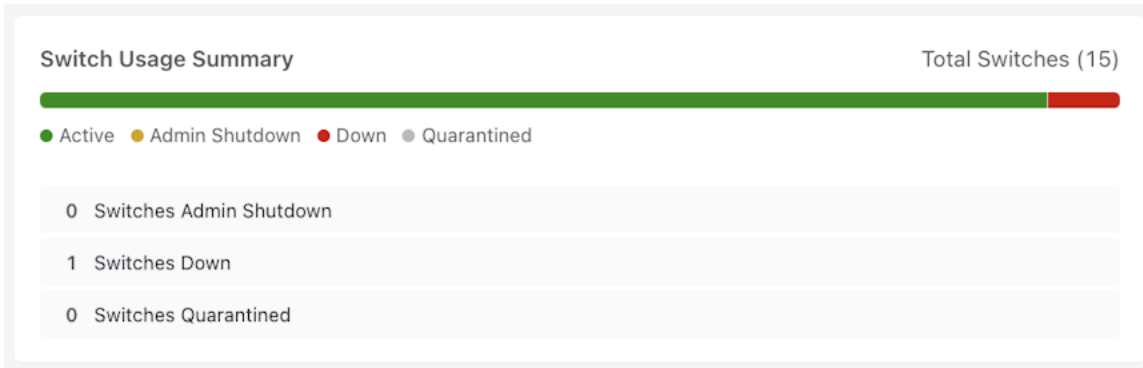 Switch Usage Summary Total Switches (15)
Active Admin Shutdown Down Quarantined
0 Switches Admin Shutdown
1 Switches Down
0 Switches Quarantined